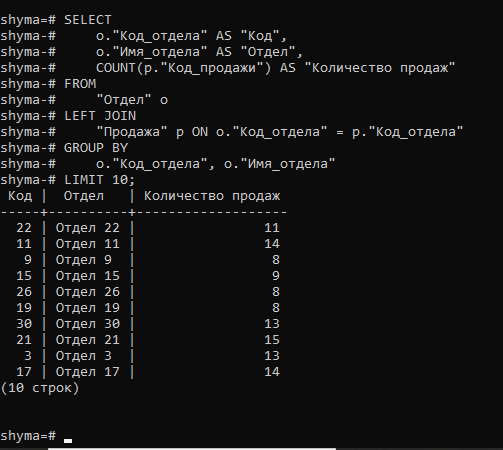 shyma=# SELECT
shyma-#     o."Код_отдела" AS "Код",
shyma-#     o."Имя_отдела" AS "Отдел",
shyma-#     COUNT(p."Код_продажи") AS "Количество продаж"
shyma-# FROM
shyma-#     "Отдел" o
shyma-# LEFT JOIN
shyma-#     "Продажа" p ON o."Код_отдела" = p."Код_отдела"
shyma-# GROUP BY
shyma-#     o."Код_отдела", o."Имя_отдела"
shyma-# LIMIT 10;
 Код |  Отдел   | Количество продаж
-----+----------+-------------------
  22 | Отдел 22 |                11
  11 | Отдел 11 |                14
   9 | Отдел 9  |                 8
  15 | Отдел 15 |                 9
  26 | Отдел 26 |                 8
  19 | Отдел 19 |                 8
  30 | Отдел 30 |                13
  21 | Отдел 21 |                15
   3 | Отдел 3  |                13
  17 | Отдел 17 |                14
(10 строк)
shyma=#